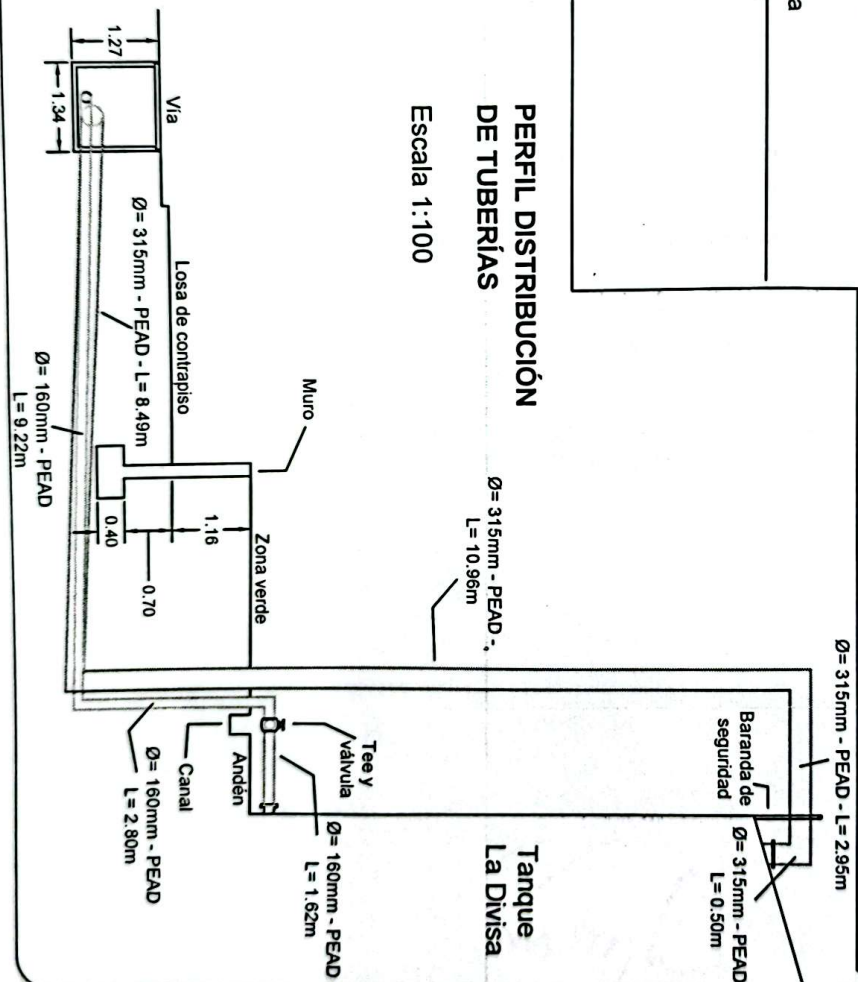 a
PERFIL DISTRIBUCIÓN
DE TUBERÍAS
Escala 1:100
Ø= 315mm - PEAD - L= 2.95m
Baranda de
seguridad
Ø= 315mm - PEAD
L= 0.50m
Ø= 315mm - PEAD -,
L= 10.96m
Tanque
La Divisa
Muro
Vía
1.27
1.34
Losa de contrapiso
Ø= 315mm - PEAD - L= 8.49m
Zona verde
1.16
0.70
0.40
Tee y
válvula
Andén
Canal
Ø= 160mm - PEAD
L= 1.62m
Ø= 160mm - PEAD
L= 2.80m
Ø= 160mm - PEAD
L= 9.22m